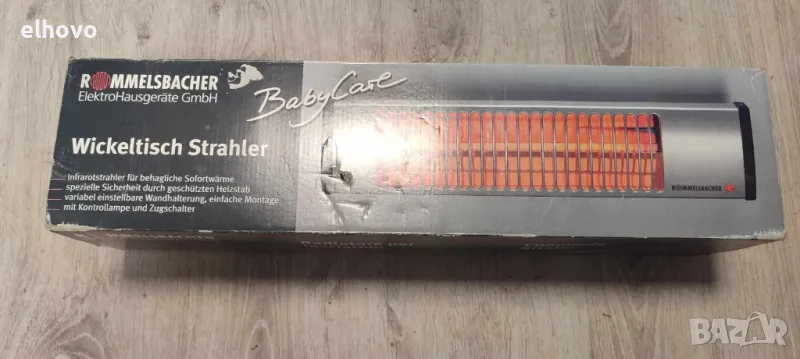 elhovo
ROMMELSBACHER
ElektroHausgeräte GmbH
BabyCare
Wickeltisch Strahler
Infrarotstrahler für behagliche Sofortwärme
spezielle Sicherheit durch geschützten Heizstab
variabel einstellbare Wandhalterung, einfache Montage
mit Kontrollampe und Zugschalter
ROMMELSBACHER
BAZAR